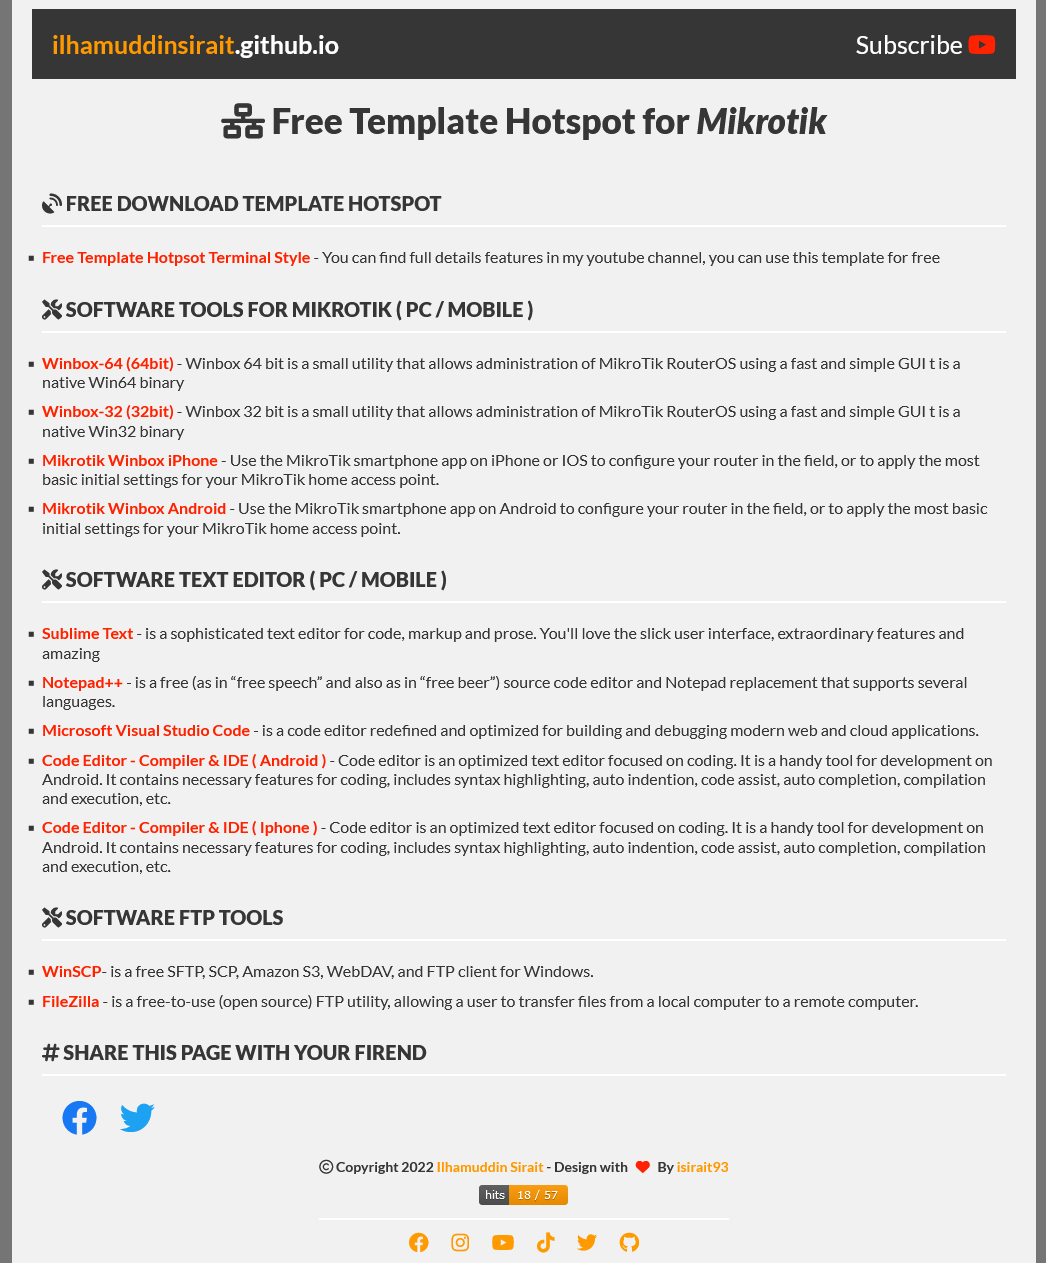 ilhamuddinsirait.github.io Subscribe
Free Template Hotspot for Mikrotik
FREE DOWNLOAD TEMPLATE HOTSPOT
Free Template Hotpsot Terminal Style - You can find full details features in my youtube channel, you can use this template for free
SOFTWARE TOOLS FOR MIKROTIK ( PC / MOBILE )
Winbox-64 (64bit) - Winbox 64 bit is a small utility that allows administration of MikroTik RouterOS using a fast and simple GUI t is a
native Win64 binary
Winbox-32 (32bit) - Winbox 32 bit is a small utility that allows administration of MikroTik RouterOS using a fast and simple GUI t is a
native Win32 binary
Mikrotik Winbox iPhone - Use the MikroTik smartphone app on iPhone or IOS to configure your router in the field, or to apply the most
basic initial settings for your MikroTik home access point.
Mikrotik Winbox Android - Use the MikroTik smartphone app on Android to configure your router in the field, or to apply the most basic
initial settings for your MikroTik home access point.
SOFTWARE TEXT EDITOR ( PC / MOBILE )
Sublime Text - is a sophisticated text editor for code, markup and prose. You'll love the slick user interface, extraordinary features and
amazing
Notepad++ - is a free (as in “free speech” and also as in “free beer”) source code editor and Notepad replacement that supports several
languages.
Microsoft Visual Studio Code - is a code editor redefined and optimized for building and debugging modern web and cloud applications.
Code Editor - Compiler & IDE ( Android ) - Code editor is an optimized text editor focused on coding. It is a handy tool for development on
Android. It contains necessary features for coding, includes syntax highlighting, auto indention, code assist, auto completion, compilation
and execution, etc.
Code Editor - Compiler & IDE ( Iphone ) - Code editor is an optimized text editor focused on coding. It is a handy tool for development on
Android. It contains necessary features for coding, includes syntax highlighting, auto indention, code assist, auto completion, compilation
and execution, etc.
SOFTWARE FTP TOOLS
WinSCP- is a free SFTP, SCP, Amazon S3, WebDAV, and FTP client for Windows.
FileZilla - is a free-to-use (open source) FTP utility, allowing a user to transfer files from a local computer to a remote computer.
# SHARE THIS PAGE WITH YOUR FIREND
© Copyright 2022 Ilhamuddin Sirait - Design with ♥ By isirait93
hits 18 / 57